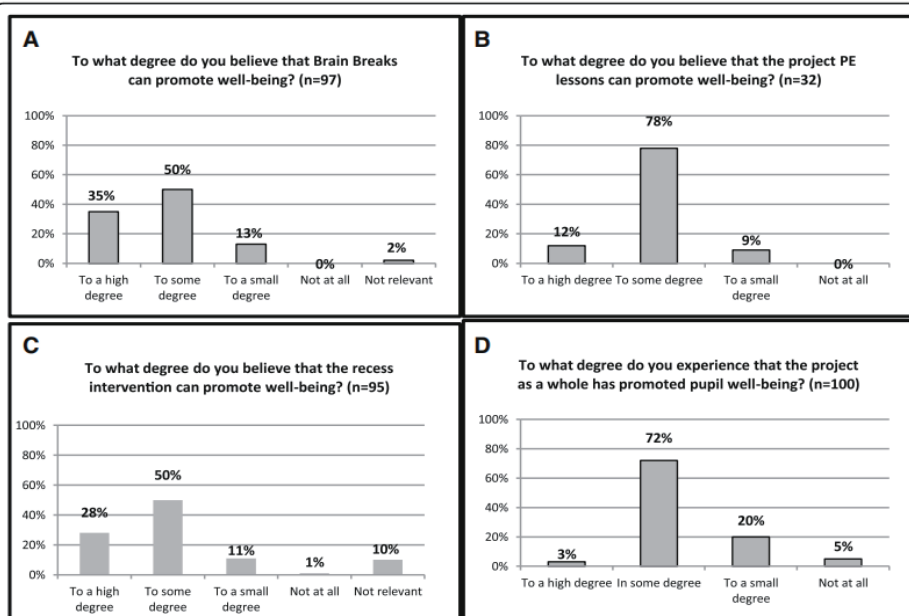 A
To what degree do you believe that Brain Breaks
can promote well-being? (n=97)
100%
80%
60%
40%
20%
0%
35%
50%
13%
0%
2%
To a high
degree
To some
degree
To a small
degree
Not at all
Not relevant
B
To what degree do you believe that the project PE
lessons can promote well-being? (n=32)
100%
80%
60%
40%
20%
0%
12%
78%
9%
0%
To a high degree
To some degree
To a small
degree
Not at all
C
To what degree do you believe that the recess
intervention can promote well-being? (n=95)
100%
80%
60%
40%
20%
0%
28%
50%
11%
1%
10%
To a high
degree
To some
degree
To a small
degree
Not at all
Not relevant
D
To what degree do you experience that the project
as a whole has promoted pupil well-being? (n=100)
100%
80%
60%
40%
20%
0%
3%
72%
20%
5%
To a high degree
In some degree
To a small
degree
Not at all